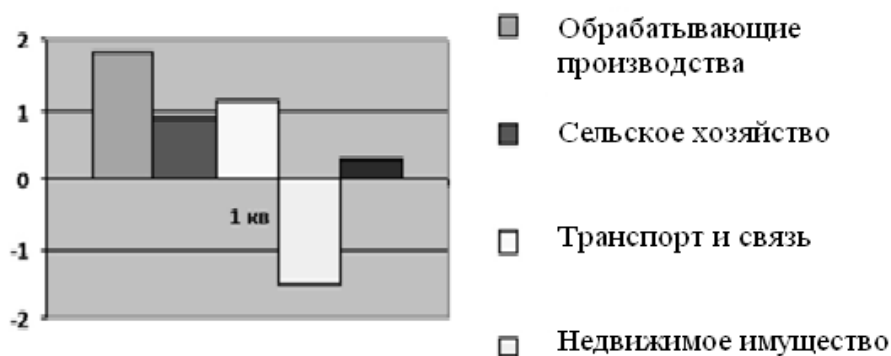 2
1
0
-1
-2
1 кв
Обрабатывающие
производства
Сельское хозяйство
Транспорт и связь
Недвижимое имущество